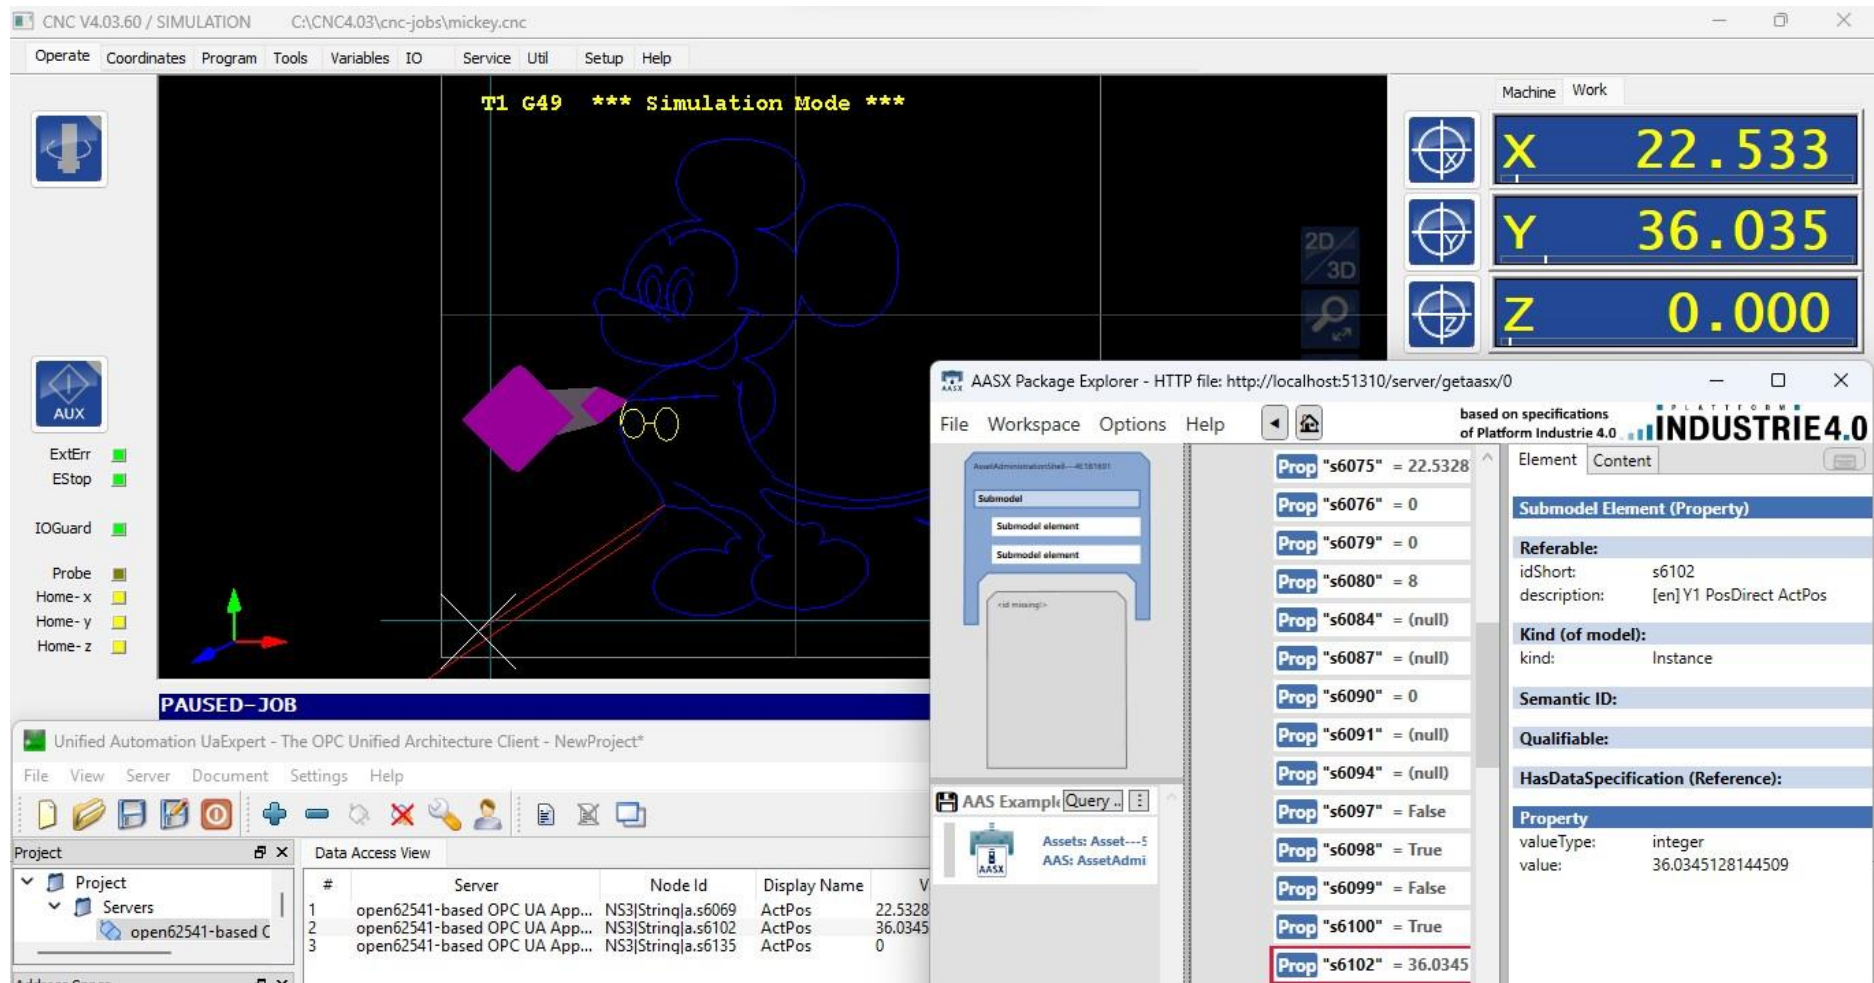 CNC V4.03.60 / SIMULATION C:\CNC4.03\cnc-jobs\mickey.cnc
Operate Coordinates Program Tools Variables IO Service Util Setup Help
T1 G49 *** Simulation Mode ***
Machine Work
X 22.533
Y 36.035
Z 0.000
2D/3D
AUX
ExtErr
EStop
IOGuard
Probe
Home-x
Home-y
Home-z
PAUSED-JOB
Unified Automation UaExpert - The OPC Unified Architecture Client - NewProject*
File View Server Document Settings Help
Project
Project
Servers
open62541-based C
Data Access View
# Server Node Id Display Name V
1 open62541-based OPC UA App... NS3|String|a.s6069 ActPos 22.5328
2 open62541-based OPC UA App... NS3|String|a.s6102 ActPos 36.0345
3 open62541-based OPC UA App... NS3|String|a.s6135 ActPos 0
AASX Package Explorer - HTTP file: http://localhost:51310/server/getaasx/0
File Workspace Options Help
based on specifications
of Platform Industrie 4.0
PLATTFORM
INDUSTRIE4.0
Submodel
Submodel element
Submodel element
<id missing!>
AAS Example Query .. 
AASX
Assets: Asset---5
AAS: AssetAdmi
Prop "s6075" = 22.5328
Prop "s6076" = 0
Prop "s6079" = 0
Prop "s6080" = 8
Prop "s6084" = (null)
Prop "s6087" = (null)
Prop "s6090" = 0
Prop "s6091" = (null)
Prop "s6094" = (null)
Prop "s6097" = False
Prop "s6098" = True
Prop "s6099" = False
Prop "s6100" = True
Prop "s6102" = 36.0345
Element Content
Submodel Element (Property)
Referable:
idShort: s6102
description: [en] Y1 PosDirect ActPos
Kind (of model):
kind: Instance
Semantic ID:
Qualifiable:
HasDataSpecification (Reference):
Property
valueType: integer
value: 36.0345128144509